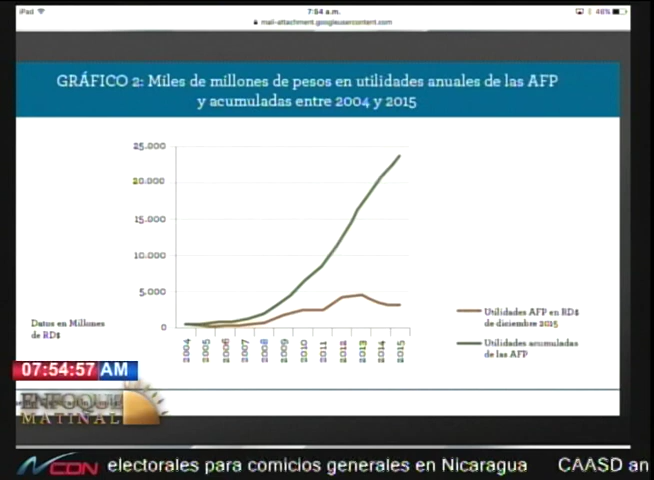 iPad
7:54 a.m.
46%
mail-attachment.googleusercontent.com
GRÁFICO 2: Miles de millones de pesos en utilidades anuales de las AFP
y acumuladas entre 2004 y 2015
25.000
20.000
15.000
10.000
5.000
0
2004 2005 2006 2007 2008 2009 2010 2011 2012 2013 2014 2015
Utilidades AFP en RD$
de diciembre 2015
Utilidades acumuladas
de las AFP
Datos en Millones
de RD$
07:54:57 AM
ENFOQUE
MATINAL
NCDN electorales para comicios generales en Nicaragua CAASD an